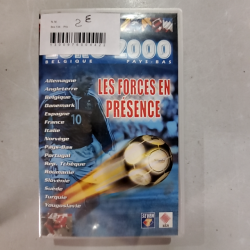 2€
2000
BELGIQUE PAYS-BAS
LES FORCES EN
PRÉSENCE
Allemagne
Angleterre
Belgique
Danemark
Espagne
France
Italie
Norvège
Pays-Bas
Portugal
Rép. Tchèque
Roumanie
Slovénie
Suède
Turquie
Yougoslavie
10